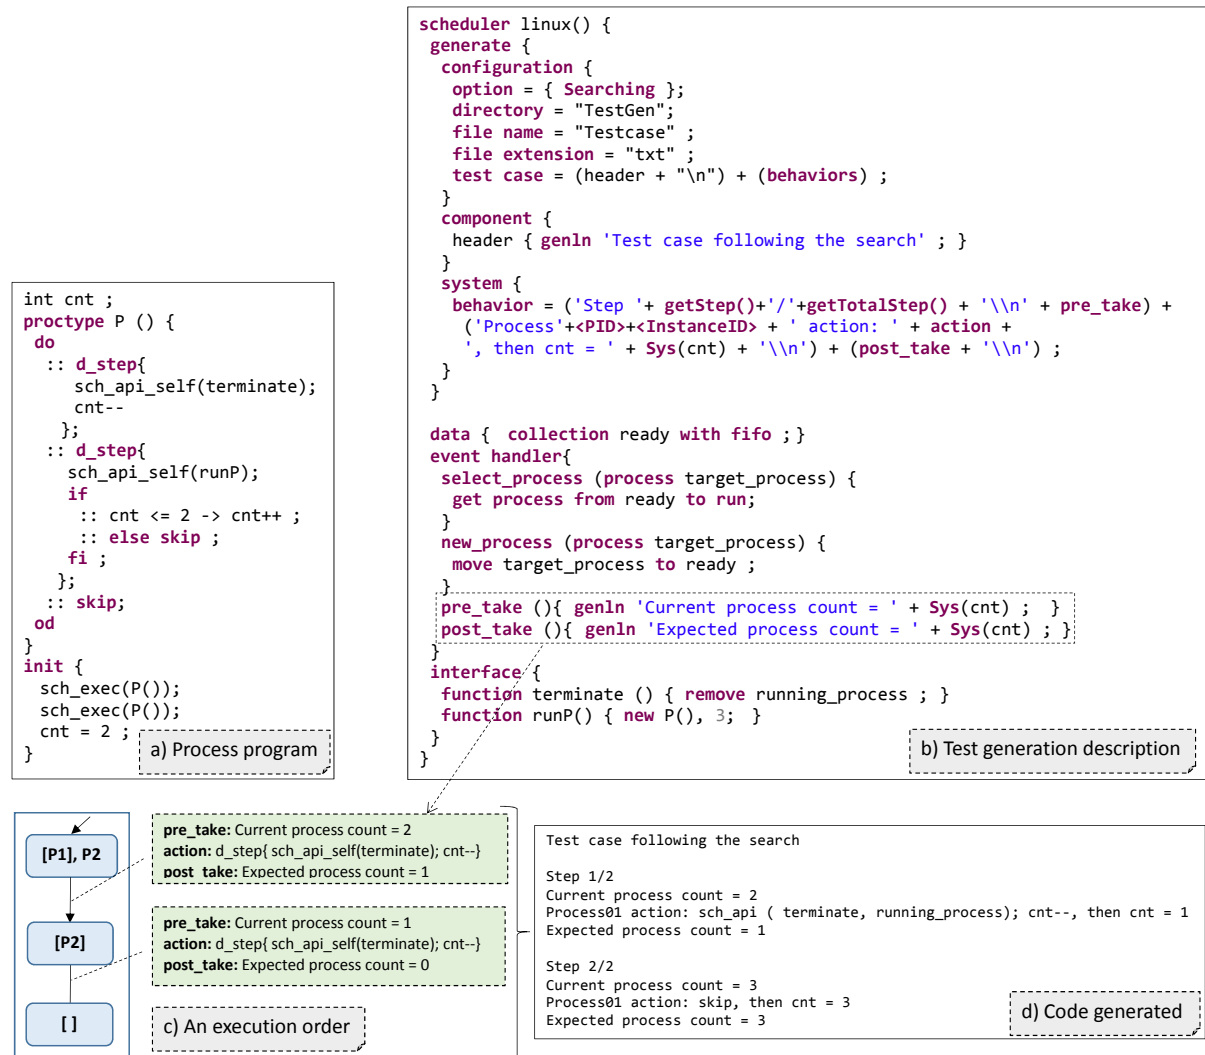 scheduler linux() {
generate {
configuration {
option = { Searching };
directory = "TestGen";
file name = "Testcase" ;
file extension = "txt" ;
test case = (header + "\n") + (behaviors) ;
}
component {
header { genln 'Test case following the search' ; }
}
system {
behavior = ('Step '+ getStep()+'/'+getTotalStep() + '\\n' + pre_take) +
('Process'+<PID>+<InstanceID> + ' action: ' + action +
', then cnt = ' + Sys(cnt) + '\\n') + (post_take + '\\n') ;
}
}
data { collection ready with fifo ; }
event handler{
select_process (process target_process) {
get process from ready to run;
}
new_process (process target_process) {
move target_process to ready ;
}
pre_take (){ genln 'Current process count = ' + Sys(cnt) ; }
post_take (){ genln 'Expected process count = ' + Sys(cnt) ; }
}
interface {
function terminate () { remove running_process ; }
function runP() { new P(), 3; }
}
}
b) Test generation description
int cnt ;
proctype P () {
do
:: d_step{
sch_api_self(terminate);
cnt--
};
:: d_step{
sch_api_self(runP);
if
:: cnt <= 2 -> cnt++ ;
:: else skip ;
fi ;
};
:: skip;
od
}
init {
sch_exec(P());
sch_exec(P());
cnt = 2 ;
}
a) Process program
[P1], P2
[P2]
[ ]
pre_take: Current process count = 2
action: d_step{ sch_api_self(terminate); cnt--}
post_take: Expected process count = 1
pre_take: Current process count = 1
action: d_step{ sch_api_self(terminate); cnt--}
post_take: Expected process count = 0
c) An execution order
Test case following the search
Step 1/2
Current process count = 2
Process01 action: sch_api ( terminate, running_process); cnt--, then cnt = 1
Expected process count = 1
Step 2/2
Current process count = 3
Process01 action: skip, then cnt = 3
Expected process count = 3
d) Code generated